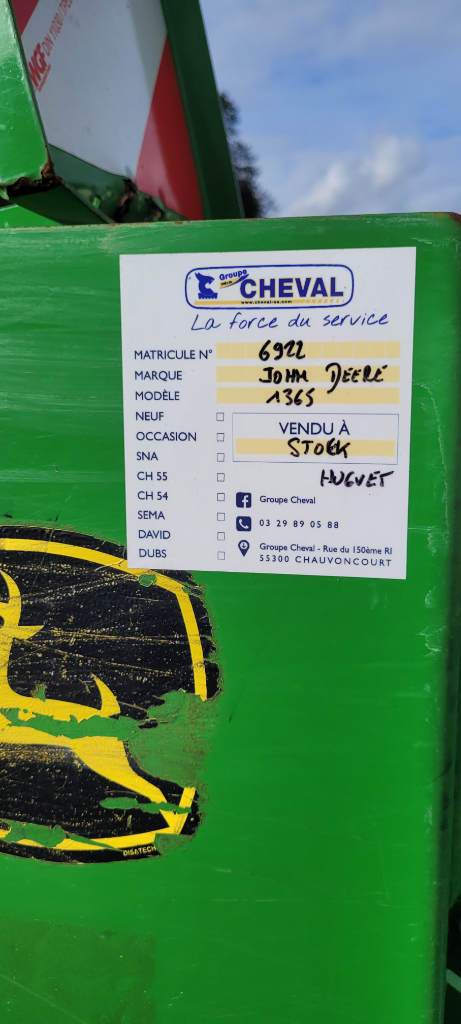 Groupe
CHEVAL
www.cheval-sa.com
La force du service
MATRICULE N° 6922
MARQUE JOHN DEERE
MODÈLE 1365
NEUF
OCCASION
SNA
CH 55
CH 54
SEMA
DAVID
DUBS
VENDU À
STOCK
HUGUET
Groupe Cheval
03 29 89 05 88
Groupe Cheval - Rue du 150ème RI
55300 CHAUVONCOURT
DISATECH